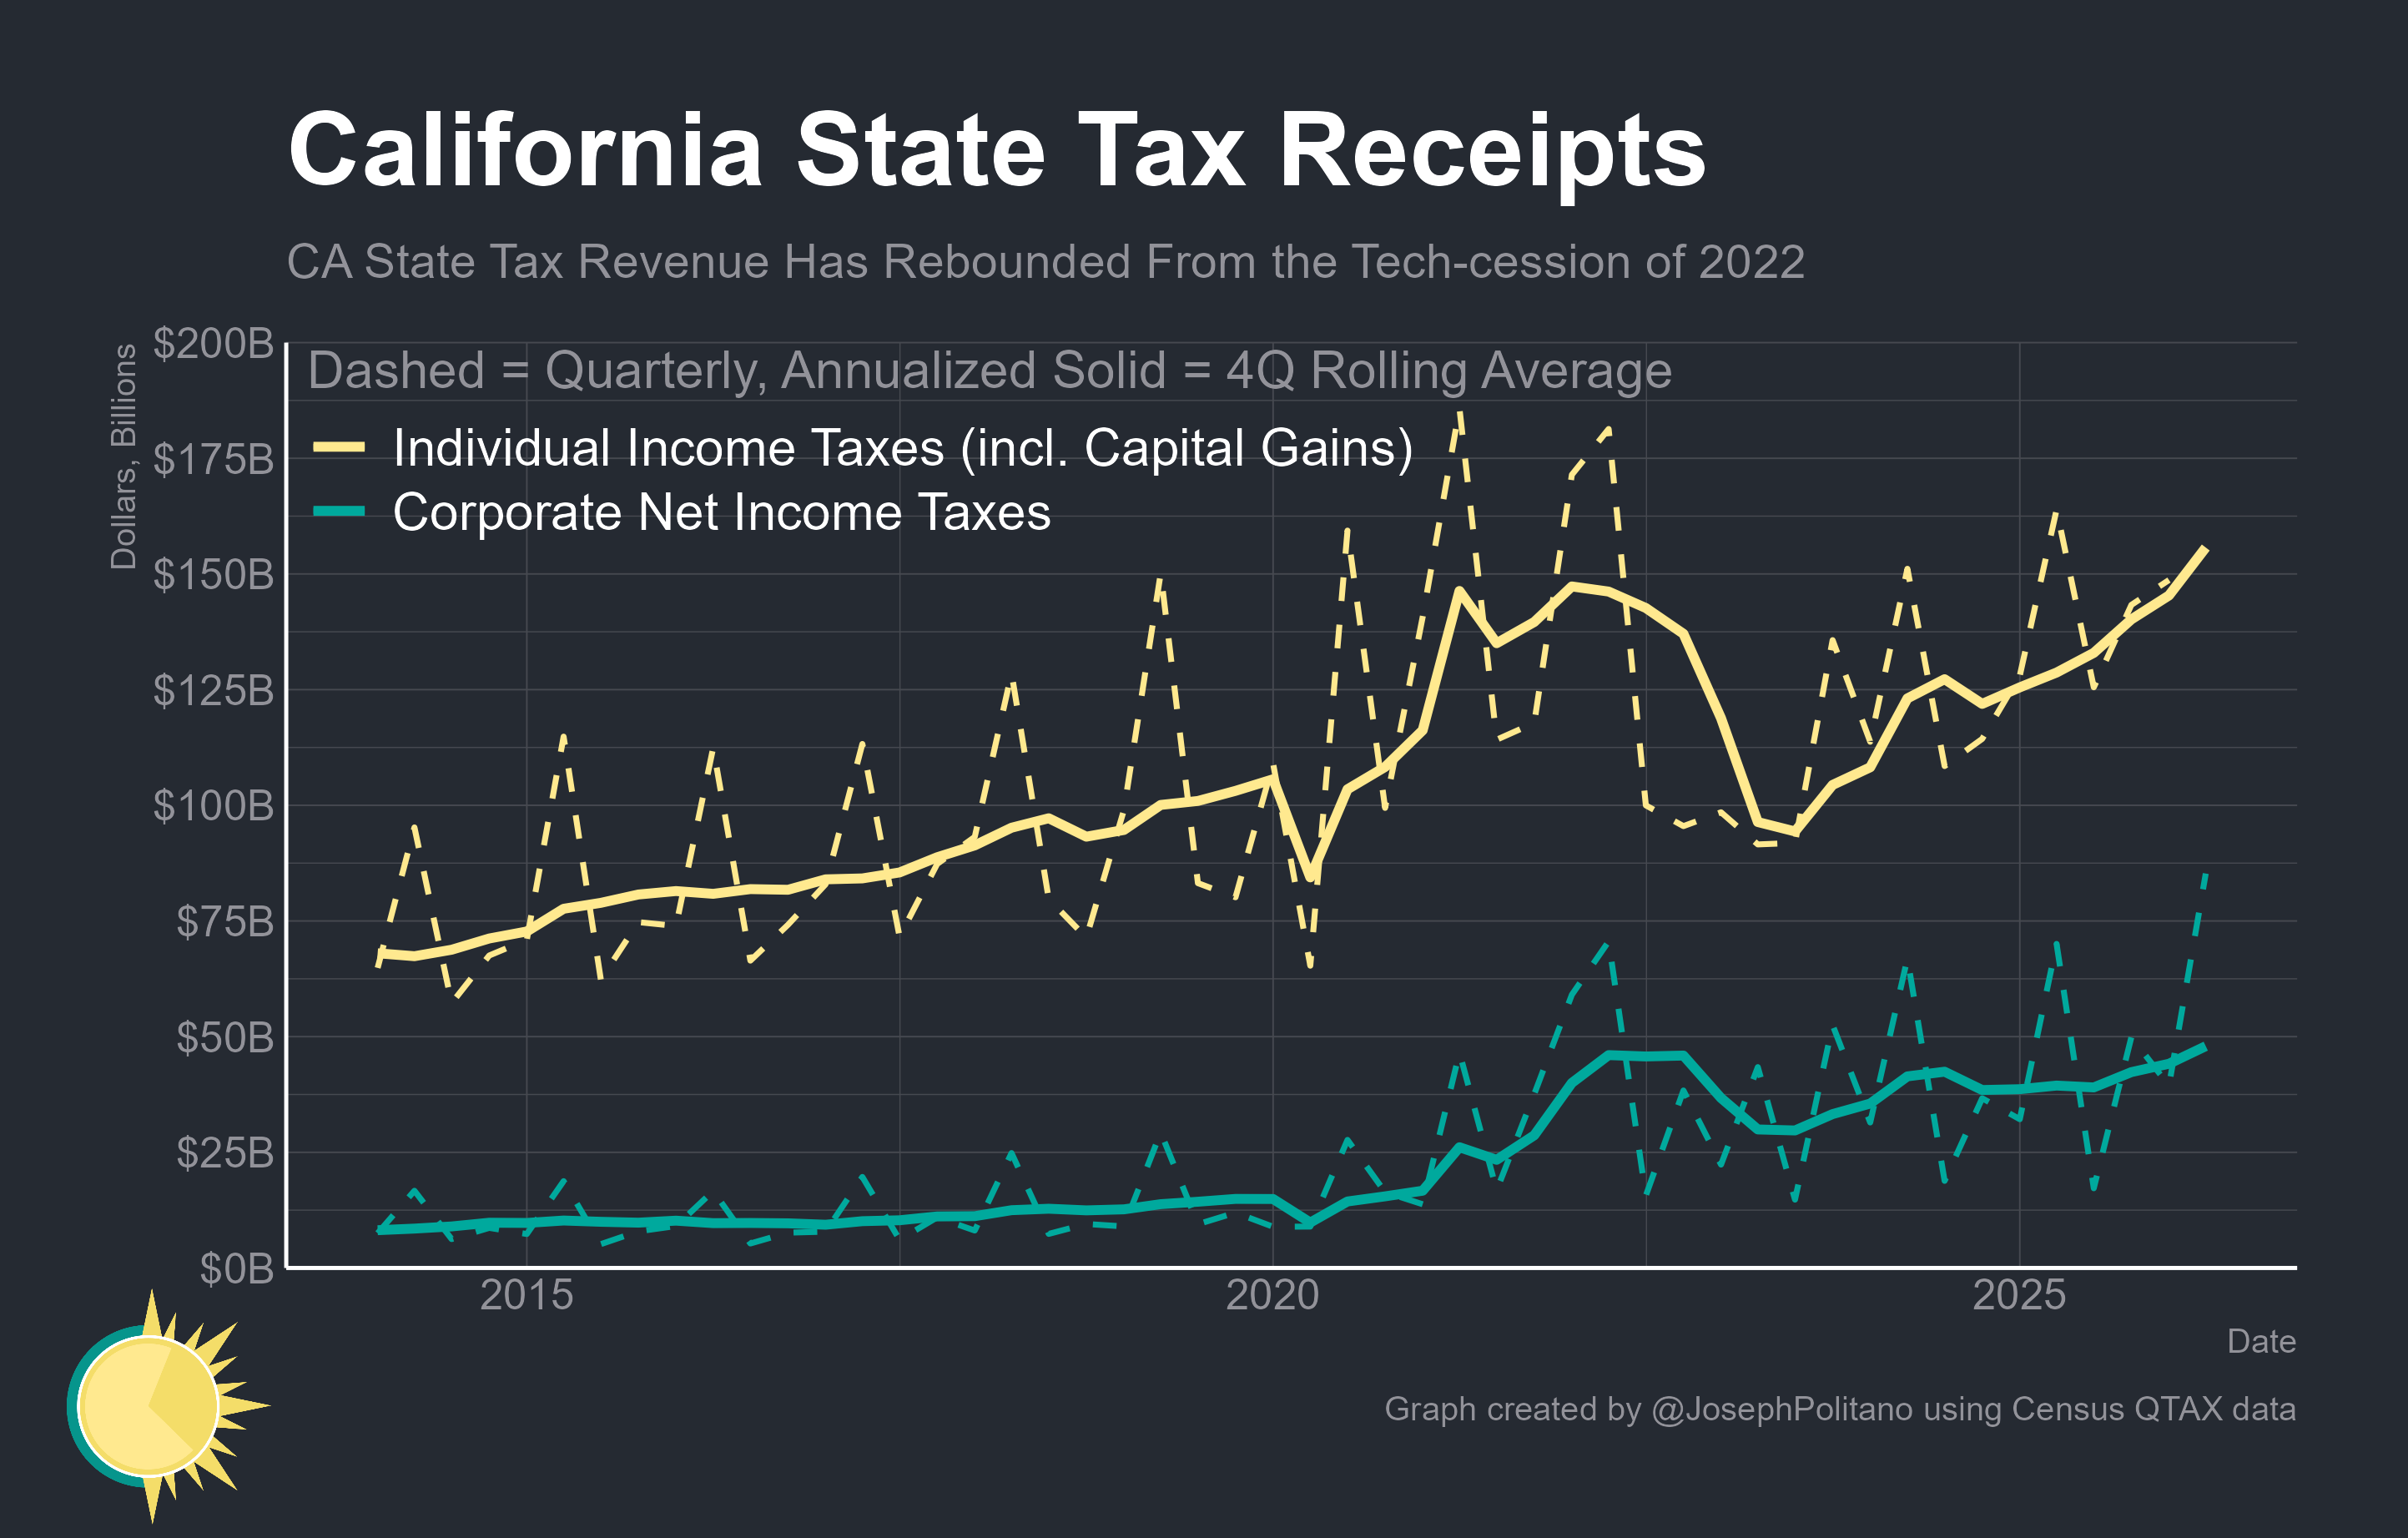 California State Tax Receipts
CA State Tax Revenue Has Rebounded From the Tech-cession of 2022
Dollars, Billions
$200B
$175B
$150B
$125B
$100B
$75B
$50B
$25B
$0B
Dashed = Quarterly, Annualized Solid = 4Q Rolling Average
Individual Income Taxes (incl. Capital Gains)
Corporate Net Income Taxes
2015
2020
2025
Date
Graph created by @JosephPolitano using Census QTAX data